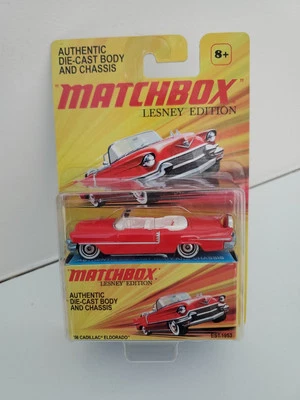 AUTHENTIC
DIE-CAST BODY
AND CHASSIS
8+
"MATCHBOX"
LESNEY EDITION
MATCHBOX
LESNEY EDITION
AUTHENTIC
DIE-CAST BODY
AND CHASSIS
CADILLAC ELDORADO